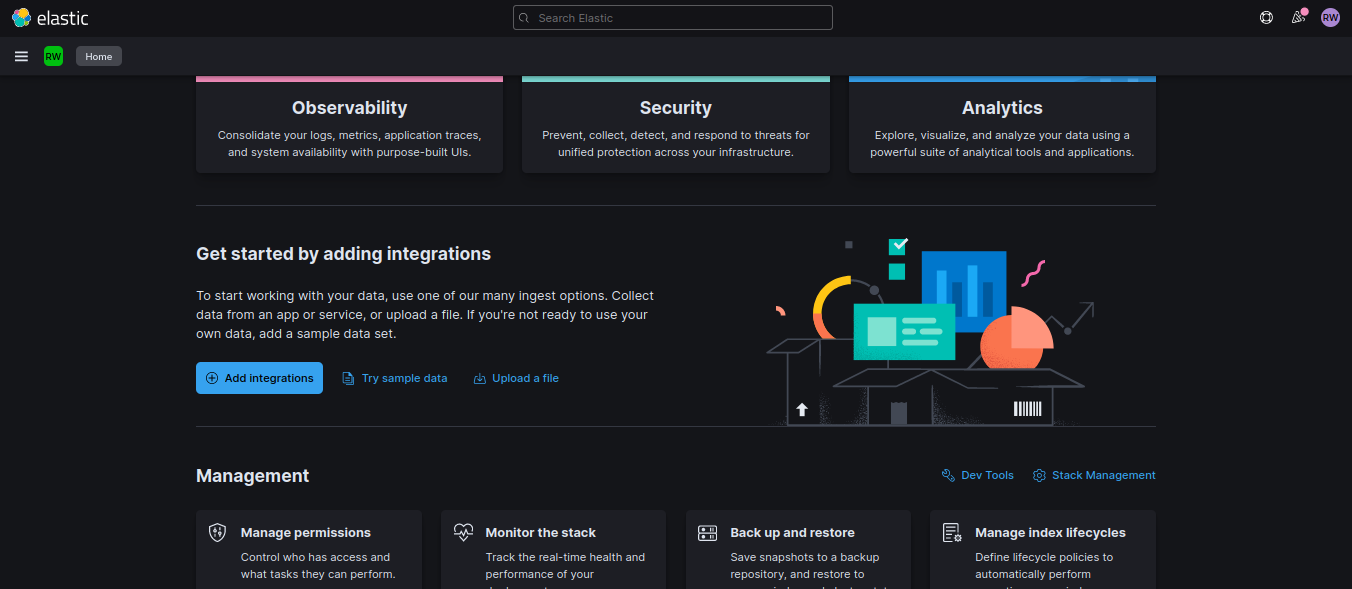 elastic
Search Elastic
RW
RW
Home
Observability
Consolidate your logs, metrics, application traces,
and system availability with purpose-built UIs.
Security
Prevent, collect, detect, and respond to threats for
unified protection across your infrastructure.
Analytics
Explore, visualize, and analyze your data using a
powerful suite of analytical tools and applications.
Get started by adding integrations
To start working with your data, use one of our many ingest options. Collect
data from an app or service, or upload a file. If you're not ready to use your
own data, add a sample data set.
Add integrations
Try sample data
Upload a file
Management
Dev Tools
Stack Management
Manage permissions
Control who has access and
what tasks they can perform.
Monitor the stack
Track the real-time health and
performance of your
Back up and restore
Save snapshots to a backup
repository, and restore to
Manage index lifecycles
Define lifecycle policies to
automatically perform